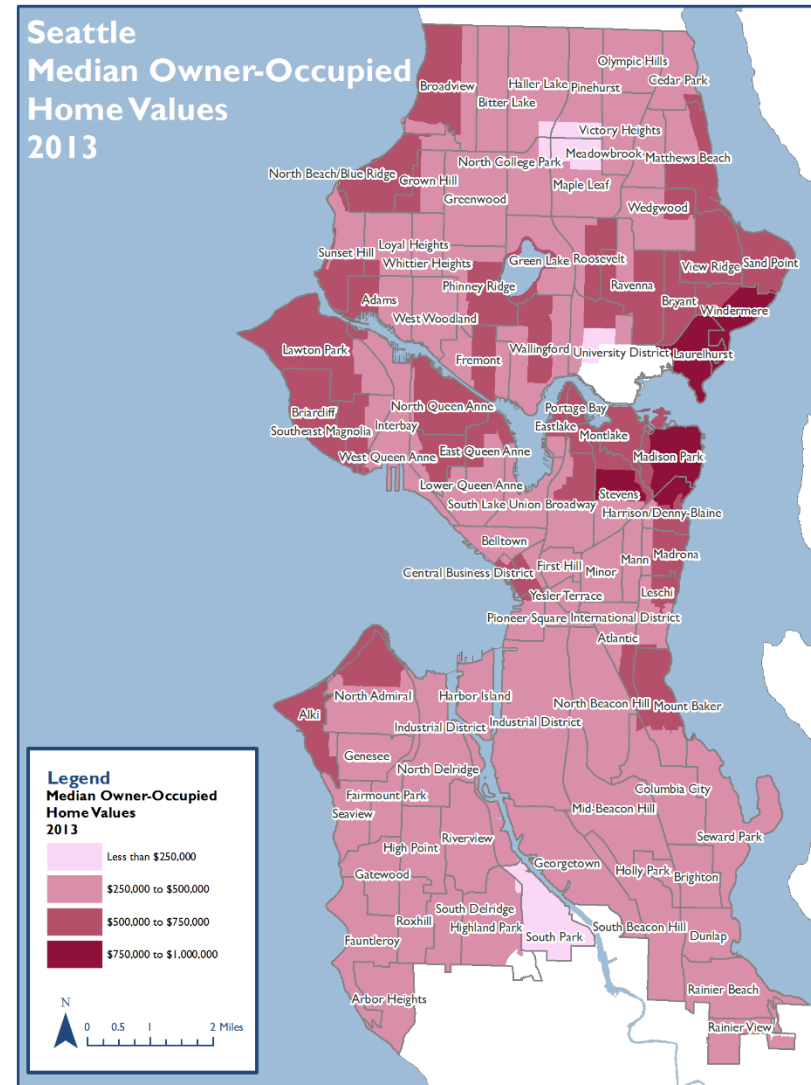 Seattle
Median Owner-Occupied
Home Values
2013
Olympic Hills
Haller Lake
Cedar Park
Broadview
Pinehurst
Bitter Lake
Victory Heights
Meadowbrook
North College Park
Matthews Beach
North Beach/Blue Ridge
Crown Hill
Maple Leaf
Greenwood
Wedgwood
Loyal Heights
Sunset Hill
Whittier Heights
Green Lake
Roosevelt
Sand Point
View Ridge
Phinney Ridge
Ravenna
Adams
Bryant
Windermere
West Woodland
Lawton Park
Wallingford
University District
Laurelhurst
Fremont
North Queen Anne
Portage Bay
Briarcliff
Eastlake
Interbay
Southeast Magnolia
Montlake
East Queen Anne
West Queen Anne
Madison Park
Lower Queen Anne
Stevens
South Lake Union
Broadway
Harrison/Denny-Blaine
Belltown
Mann
Madrona
First Hill
Central Business District
Minor
Leschi
Yesler Terrace
Pioneer Square
International District
Atlantic
North Admiral
Harbor Island
North Beacon Hill
Mount Baker
Alki
Industrial District
Industrial District
Genesee
North Delridge
Columbia City
Fairmount Park
Mid-Beacon Hill
Seaview
Seward Park
Riverview
High Point
Georgetown
Holly Park
Gatewood
Brighton
South Delridge
Roxhill
Highland Park
South Beacon Hill
South Park
Dunlap
Fauntleroy
Rainier Beach
Arbor Heights
Rainier View
Legend
Median Owner-Occupied
Home Values
2013
Less than $250,000
$250,000 to $500,000
$500,000 to $750,000
$750,000 to $1,000,000
N
0 0.5 1 2 Miles